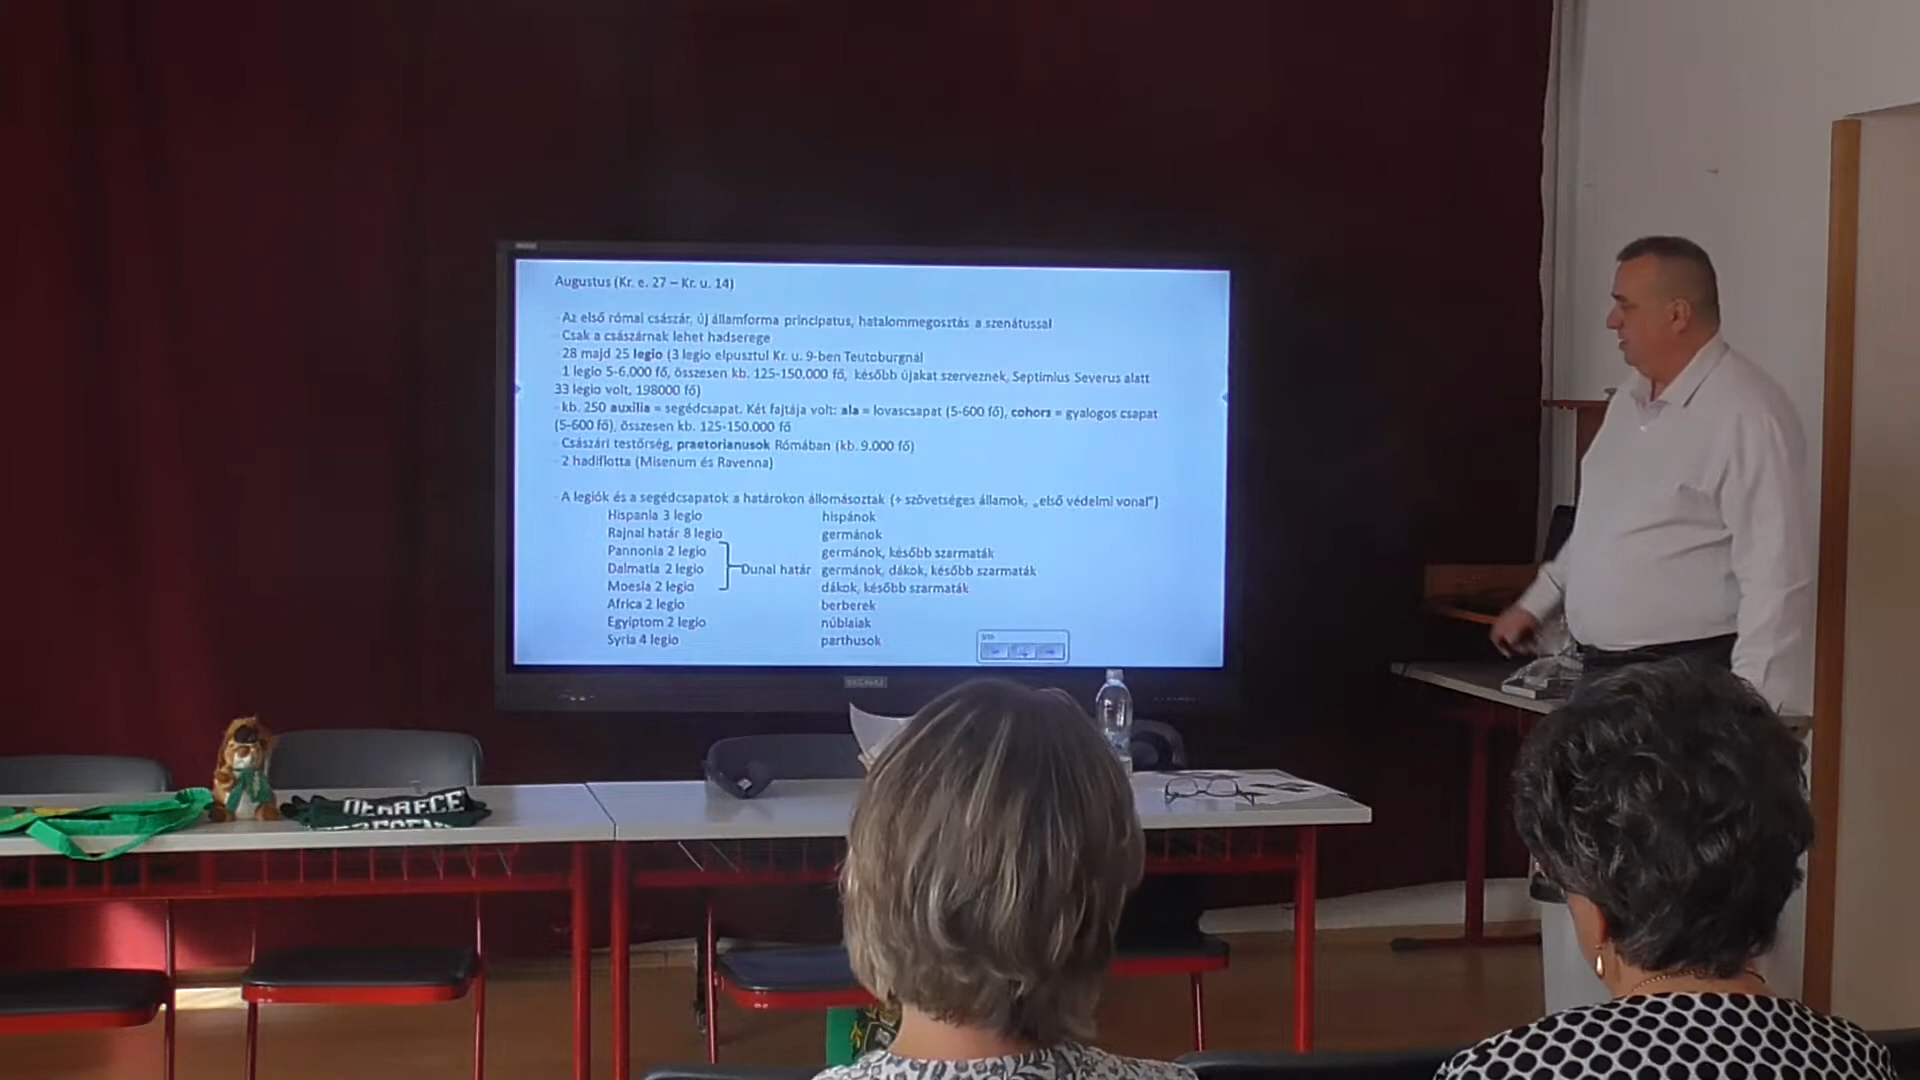 Augustus (Kr. e. 27 – Kr. u. 14)
- Az első római császár, új államforma principatus, hatalommegosztás a szenátussal
- Csak a császárnak lehet hadserege
- 28 majd 25 legio (3 legio elpusztul Kr. u. 9-ben Teutoburgnál
- 1 legio 5-6.000 fő, összesen kb. 125-150.000 fő, később újakat szerveznek, Septimius Severus alatt
33 legio volt, 198000 fő)
- kb. 250 auxilia = segédcsapat. Két fajtája volt: ala = lovascsapat (5-600 fő), cohors = gyalogos csapat
(5-600 fő), összesen kb. 125-150.000 fő
- Császári testőrség, praetorianusok Rómában (kb. 9.000 fő)
- 2 hadiflotta (Misenum és Ravenna)
- A legiók és a segédcsapatok a határokon állomásoztak (+ szövetséges államok, „első védelmi vonal")
Hispania 3 legio hispánok
Rajnai határ 8 legio germánok
Pannonia 2 legio germánok, később szarmaták
Dalmatia 2 legio Dunai határ germánok, dákok, később szarmaták
Moesia 2 legio dákok, később szarmaták
Africa 2 legio berberek
Egyiptom 2 legio núbiaiak
Syria 4 legio parthusok